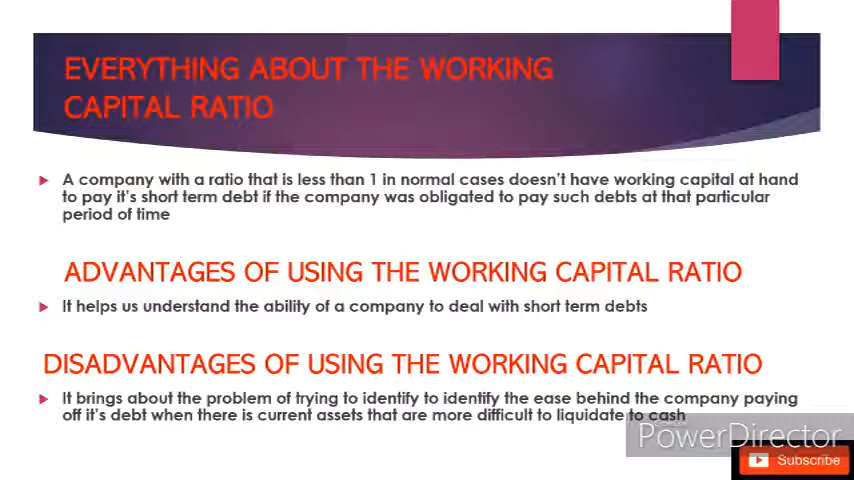 EVERYTHING ABOUT THE WORKING
CAPITAL RATIO
A company with a ratio that is less than 1 in normal cases doesn't have working capital at hand
to pay it's short term debt if the company was obligated to pay such debts at that particular
period of time
ADVANTAGES OF USING THE WORKING CAPITAL RATIO
It helps us understand the ability of a company to deal with short term debts
DISADVANTAGES OF USING THE WORKING CAPITAL RATIO
It brings about the problem of trying to identify to identify the ease behind the company paying
off it's debt when there is current assets that are more difficult to liquidate to cash
PowerDirector
Subscribe